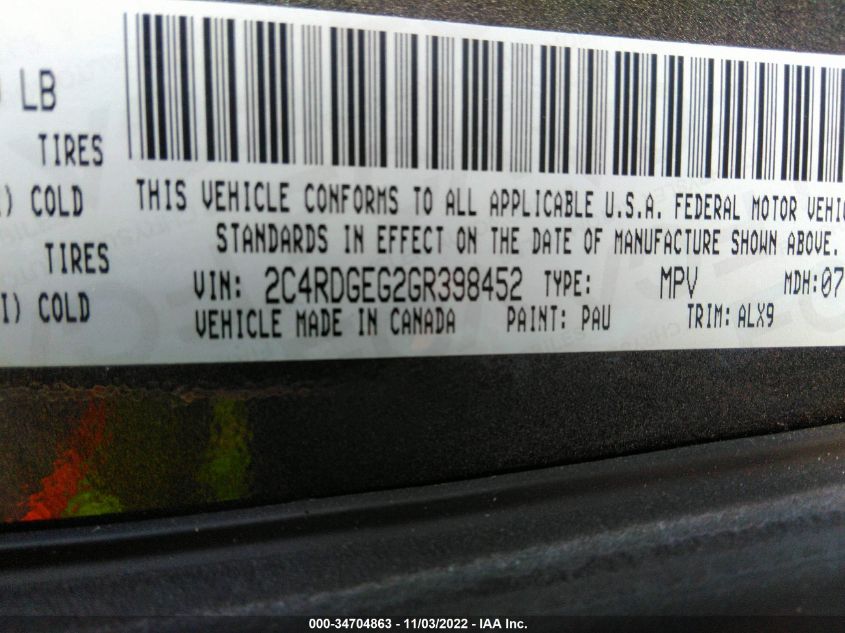 LB
TIRES
) COLD
TIRES
I) COLD
THIS VEHICLE CONFORMS TO ALL APPLICABLE U.S.A. FEDERAL MOTOR
STANDARDS IN EFFECT ON THE DATE OF MANUFACTURE SHOWN ABOVE.
VIN: 2C4RDGEG2GR398452 TYPE: MPV MDH:07
VEHICLE MADE IN CANADA PAINT: PAU TRIM: ALX9
000-34704863 - 11/03/2022 - IAA Inc.